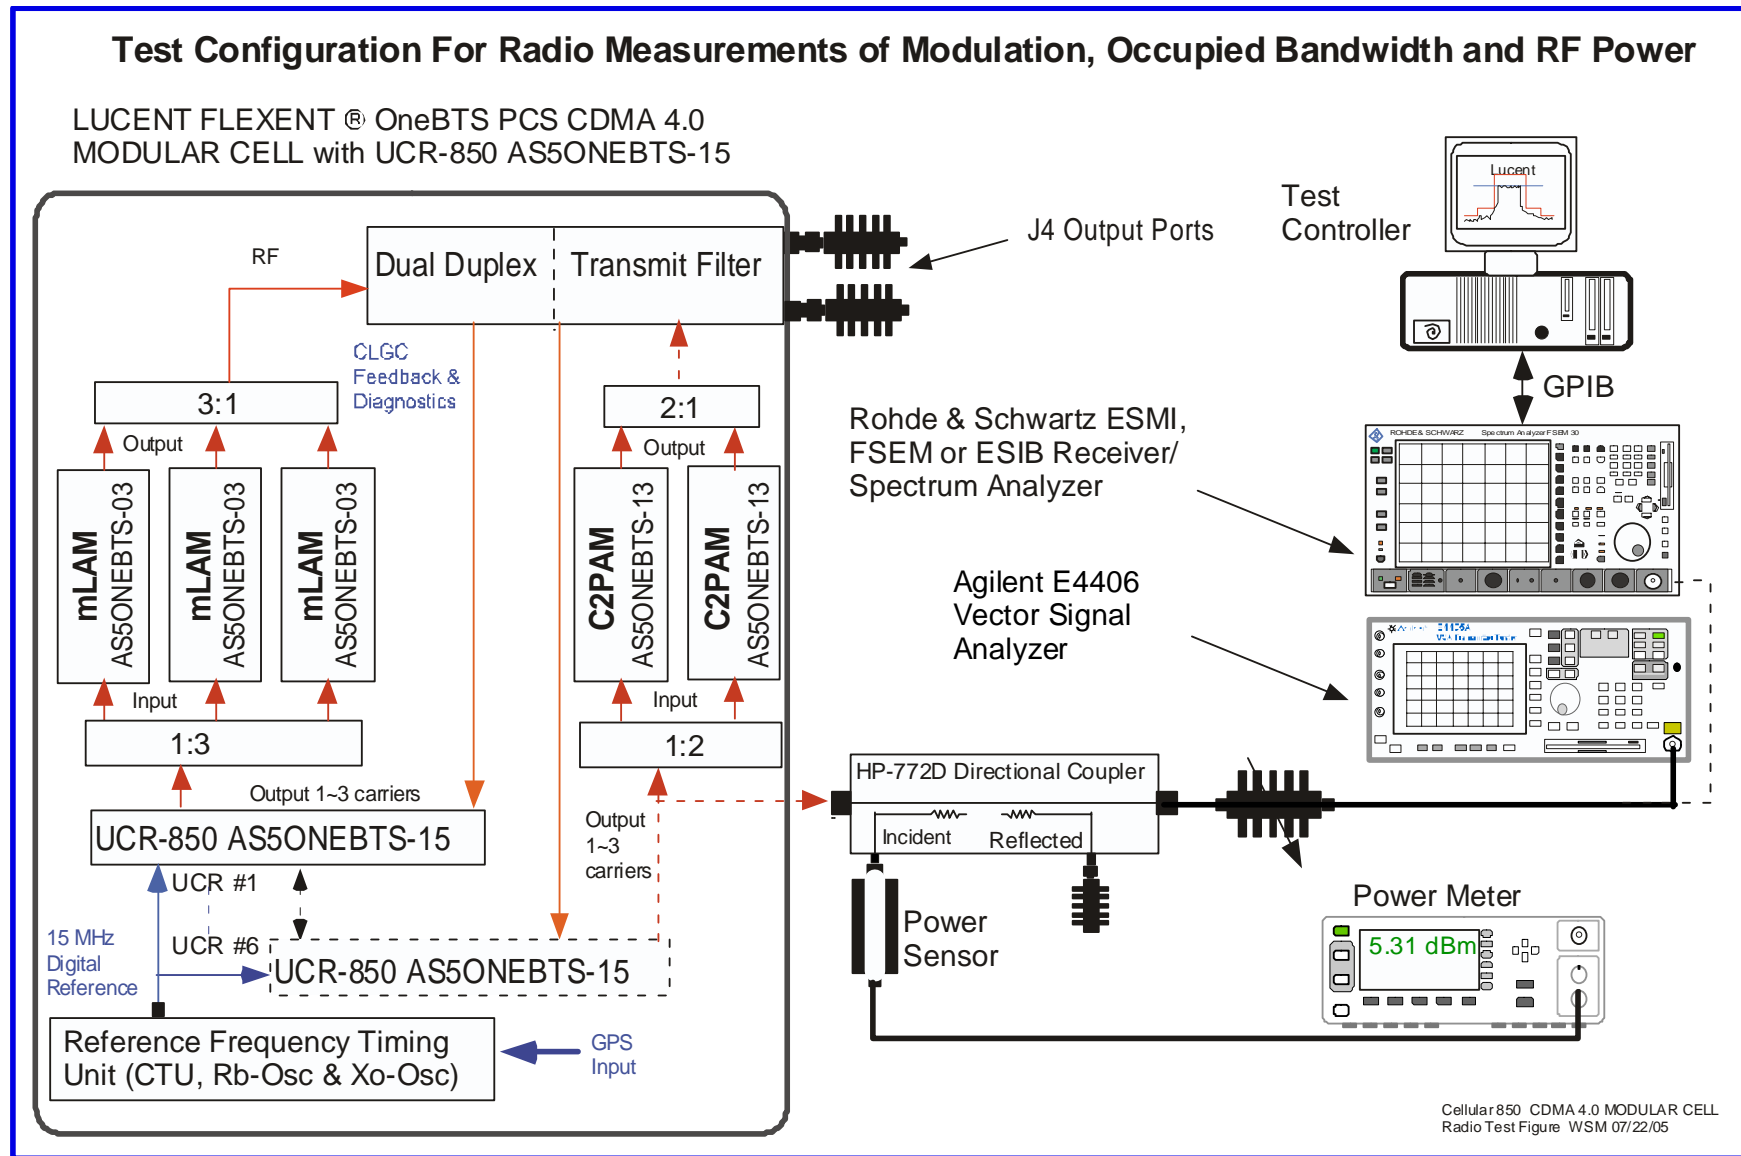 Test Configuration For Radio Measurements of Modulation, Occupied Bandwidth and RF Power
LUCENT FLEXENT ® OneBTS PCS CDMA 4.0
MODULAR CELL with UCR-850 AS5ONEBTS-15
RF
Dual Duplex
Transmit Filter
J4 Output Ports
Test
Controller
Lucent
GPIB
CLGC
Feedback &
Diagnostics
3:1
2:1
Output
Output
mLAM
AS5ONEBTS-03
mLAM
AS5ONEBTS-03
mLAM
AS5ONEBTS-03
C2PAM
AS5ONEBTS-13
C2PAM
AS5ONEBTS-13
Input
Input
1:3
1:2
Rohde & Schwartz ESMI,
FSEM or ESIB Receiver/
Spectrum Analyzer
ROHDE & SCHWARZ Spectrum Analyzer FSEM 30
Agilent E4406
Vector Signal
Analyzer
Output 1~3 carriers
UCR-850 AS5ONEBTS-15
Output
1~3
carriers
HP-772D Directional Coupler
Incident
Reflected
UCR #1
UCR #6
15 MHz
Digital
Reference
UCR-850 AS5ONEBTS-15
Power
Sensor
Power Meter
5.31 dBm
Reference Frequency Timing
Unit (CTU, Rb-Osc & Xo-Osc)
GPS
Input
Cellular 850 CDMA 4.0 MODULAR CELL
Radio Test Figure WSM 07/22/05